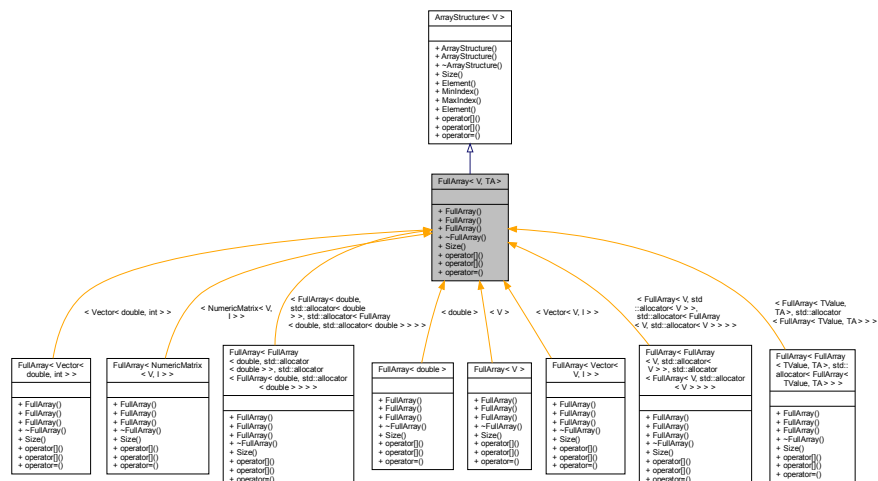 ArrayStructure< V >
+ ArrayStructure()
+ ArrayStructure()
+ ~ArrayStructure()
+ Size()
+ Element()
+ MinIndex()
+ MaxIndex()
+ Element()
+ operator[]()
+ operator[]()
+ operator=()
FullArray< V, TA >
+ FullArray()
+ FullArray()
+ FullArray()
+ ~FullArray()
+ Size()
+ operator[]()
+ operator[]()
+ operator=()
< Vector< double, int > >
< NumericMatrix< V,
I > >
< FullArray< double,
std::allocator< double
> >, std::allocator< FullArray
< double, std::allocator< double > > > >
< double >
< V >
< Vector< V, I > >
< FullArray< V, std
::allocator< V > >,
std::allocator< FullArray
< V, std::allocator< V > > > >
< FullArray< TValue,
TA >, std::allocator
< FullArray< TValue, TA > > >
FullArray< Vector<
double, int > >
+ FullArray()
+ FullArray()
+ FullArray()
+ ~FullArray()
+ Size()
+ operator[]()
+ operator[]()
+ operator=()
FullArray< NumericMatrix
< V, I > >
+ FullArray()
+ FullArray()
+ FullArray()
+ ~FullArray()
+ Size()
+ operator[]()
+ operator[]()
+ operator=()
FullArray< FullArray
< double, std::allocator
< double > >, std::allocator
< FullArray< double, std::allocator
< double > > > >
+ FullArray()
+ FullArray()
+ FullArray()
+ ~FullArray()
+ Size()
+ operator[]()
+ operator[]()
+ operator=()
FullArray< double >
+ FullArray()
+ FullArray()
+ FullArray()
+ ~FullArray()
+ Size()
+ operator[]()
+ operator[]()
+ operator=()
FullArray< V >
+ FullArray()
+ FullArray()
+ FullArray()
+ ~FullArray()
+ Size()
+ operator[]()
+ operator[]()
+ operator=()
FullArray< Vector<
V, I > >
+ FullArray()
+ FullArray()
+ FullArray()
+ ~FullArray()
+ Size()
+ operator[]()
+ operator[]()
+ operator=()
FullArray< FullArray
< V, std::allocator<
V > >, std::allocator
< FullArray< V, std::allocator
< V > > > >
+ FullArray()
+ FullArray()
+ FullArray()
+ ~FullArray()
+ Size()
+ operator[]()
+ operator[]()
+ operator=()
FullArray< FullArray
< TValue, TA >, std::
allocator< FullArray<
TValue, TA > > >
+ FullArray()
+ FullArray()
+ FullArray()
+ ~FullArray()
+ Size()
+ operator[]()
+ operator[]()
+ operator=()